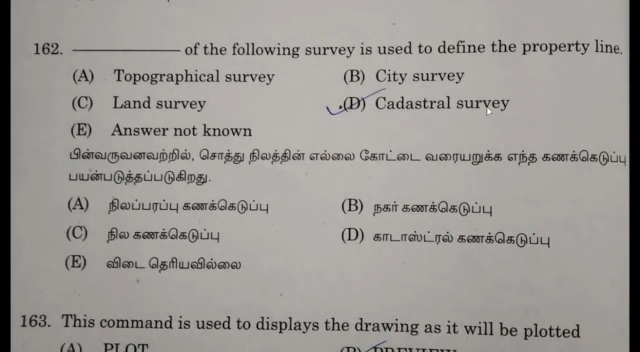 162. ———— of the following survey is used to define the property line.
(A) Topographical survey (B) City survey
(C) Land survey (D) Cadastral survey
(E) Answer not known
பின்வருவனவற்றில், சொத்து நிலத்தின் எல்லை கோட்டை வரையறுக்க எந்த கணக்கெடுப்பு
பயன்படுத்தப்படுகிறது.
(A) நிலப்பரப்பு கணக்கெடுப்பு (B) நகர் கணக்கெடுப்பு
(C) நில கணக்கெடுப்பு (D) காடாஸ்ட்ரல் கணக்கெடுப்பு
(E) விடை தெரியவில்லை
163. This command is used to displays the drawing as it will be plotted
(A) PLOT (B) PREVIEW